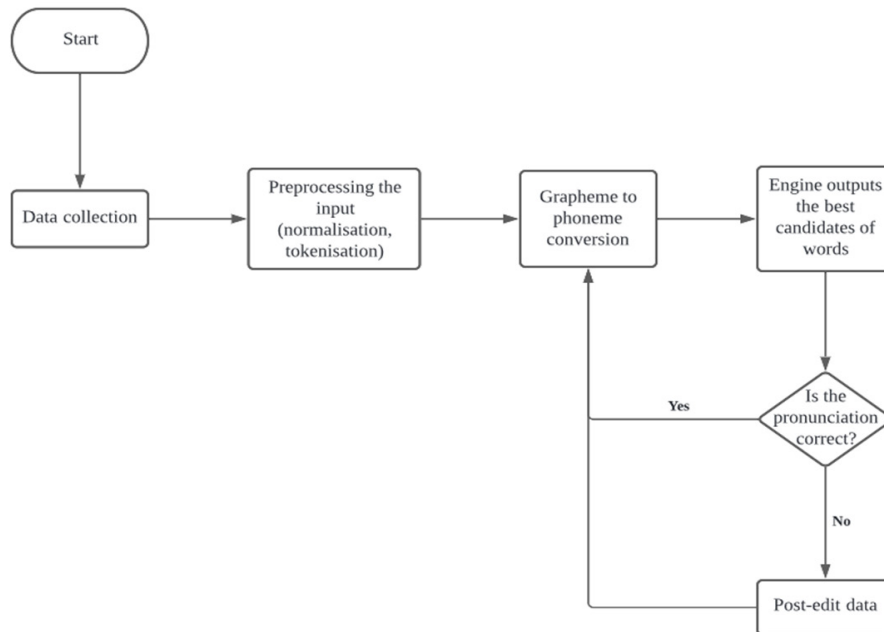 Start
Data collection
Preprocessing the
input
(normalisation,
tokenisation)
Grapheme to
phoneme
conversion
Engine outputs
the best
candidates of
words
Is the
pronunciation
correct?
Yes
No
Post-edit data